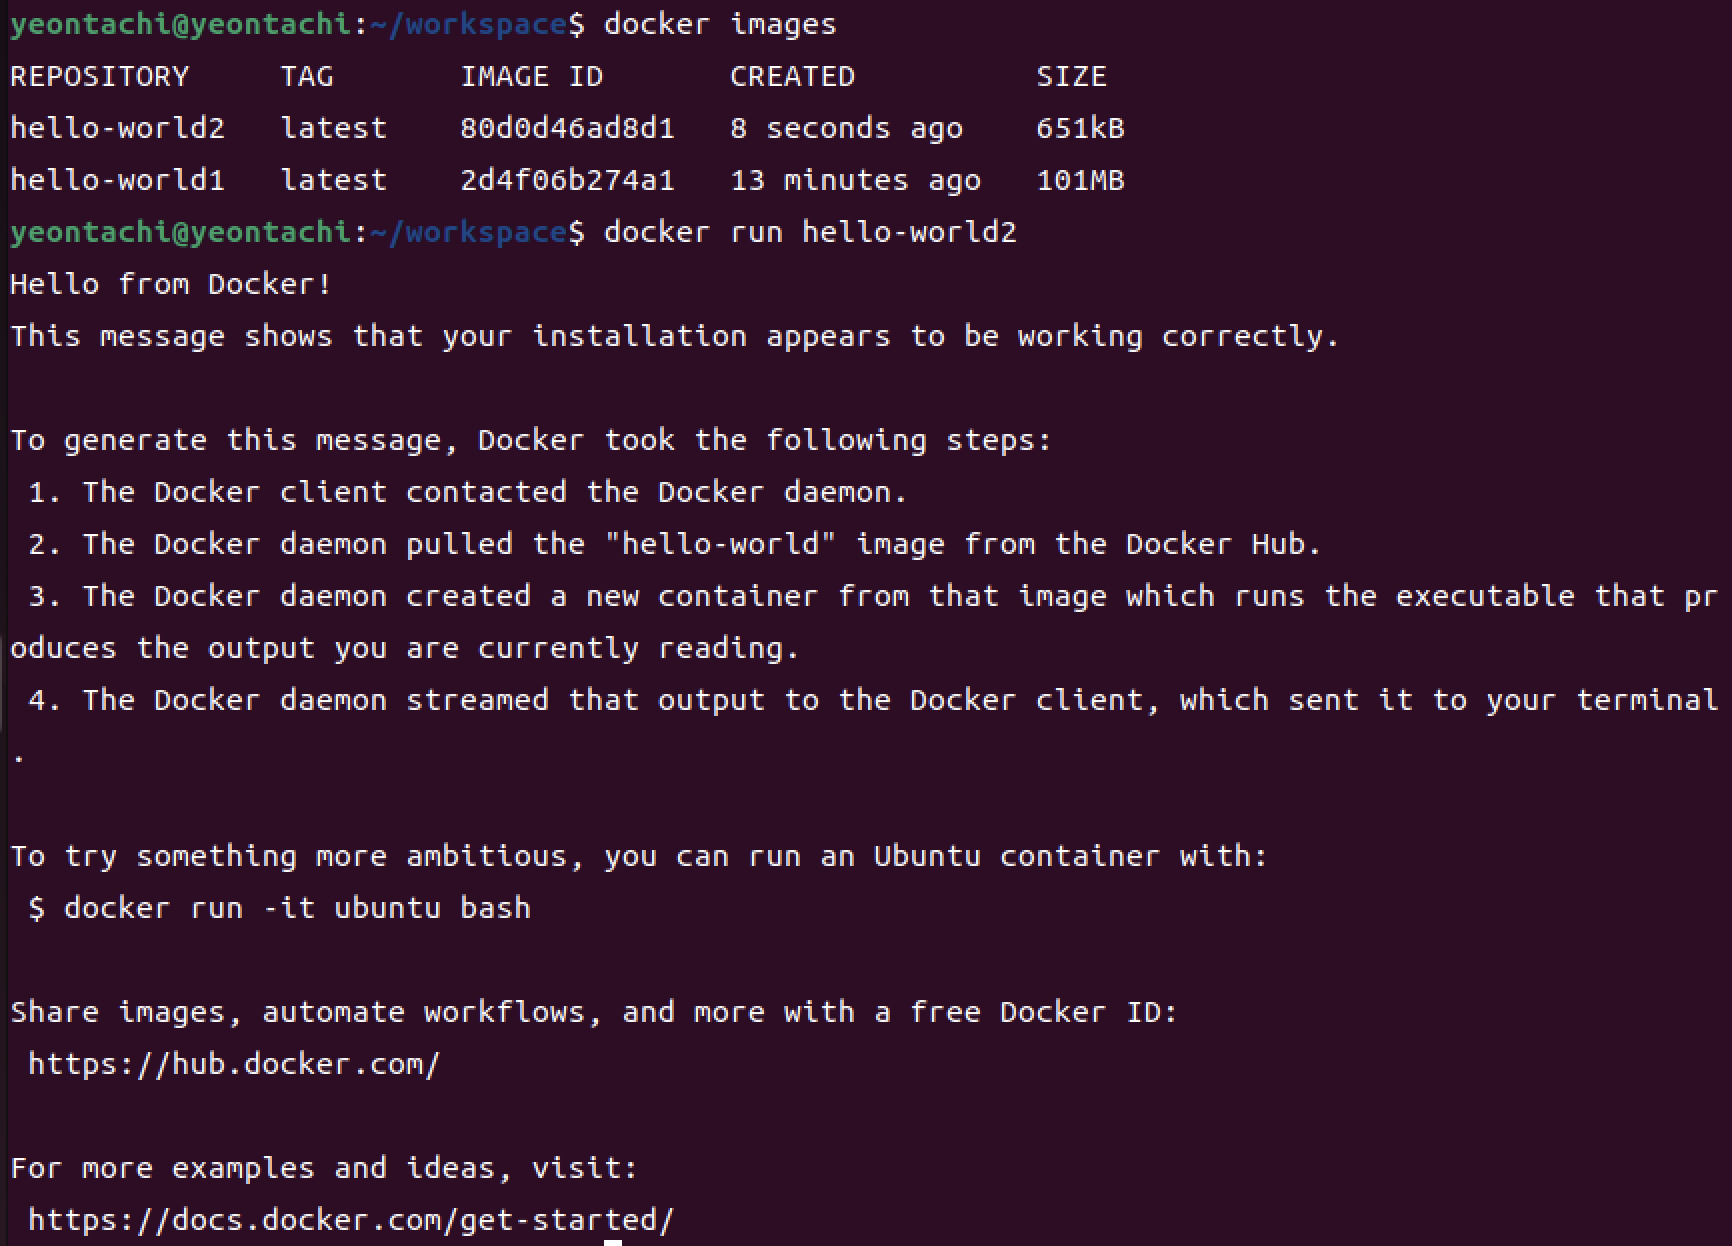 yeontachi@yeontachi:~/workspace$ docker images
REPOSITORY     TAG       IMAGE ID       CREATED          SIZE
hello-world2   latest    80d0d46ad8d1   8 seconds ago    651kB
hello-world1   latest    2d4f06b274a1   13 minutes ago   101MB
yeontachi@yeontachi:~/workspace$ docker run hello-world2
Hello from Docker!
This message shows that your installation appears to be working correctly.

To generate this message, Docker took the following steps:
 1. The Docker client contacted the Docker daemon.
 2. The Docker daemon pulled the "hello-world" image from the Docker Hub.
 3. The Docker daemon created a new container from that image which runs the executable that pr
oduces the output you are currently reading.
 4. The Docker daemon streamed that output to the Docker client, which sent it to your terminal
.

To try something more ambitious, you can run an Ubuntu container with:
 $ docker run -it ubuntu bash

Share images, automate workflows, and more with a free Docker ID:
 https://hub.docker.com/

For more examples and ideas, visit:
 https://docs.docker.com/get-started/